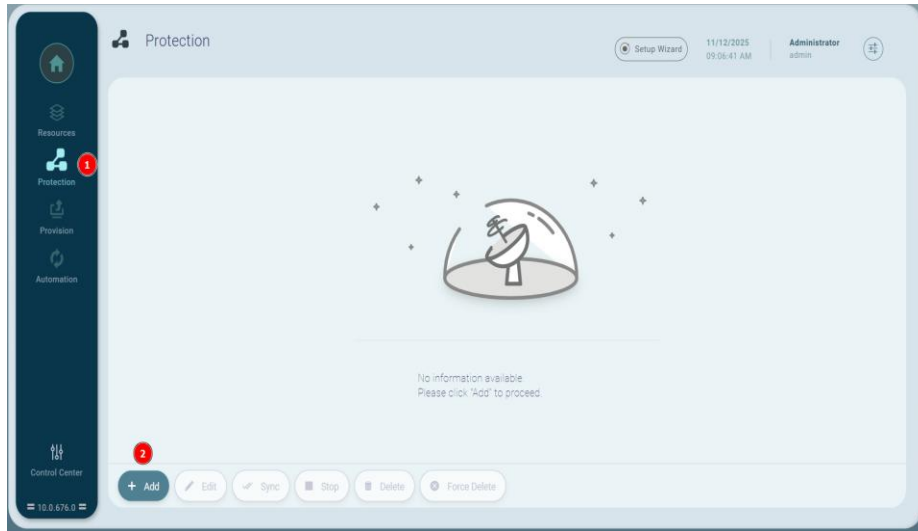 Protection
Setup Wizard
11/12/2025
09:06:41 AM
Administrator
admin
Resources
Protection
1
Provision
Automation
No information available
Please click "Add" to proceed.
Control Center
10.0.676.0
2
+ Add
Edit
Sync
Stop
Delete
Force Delete